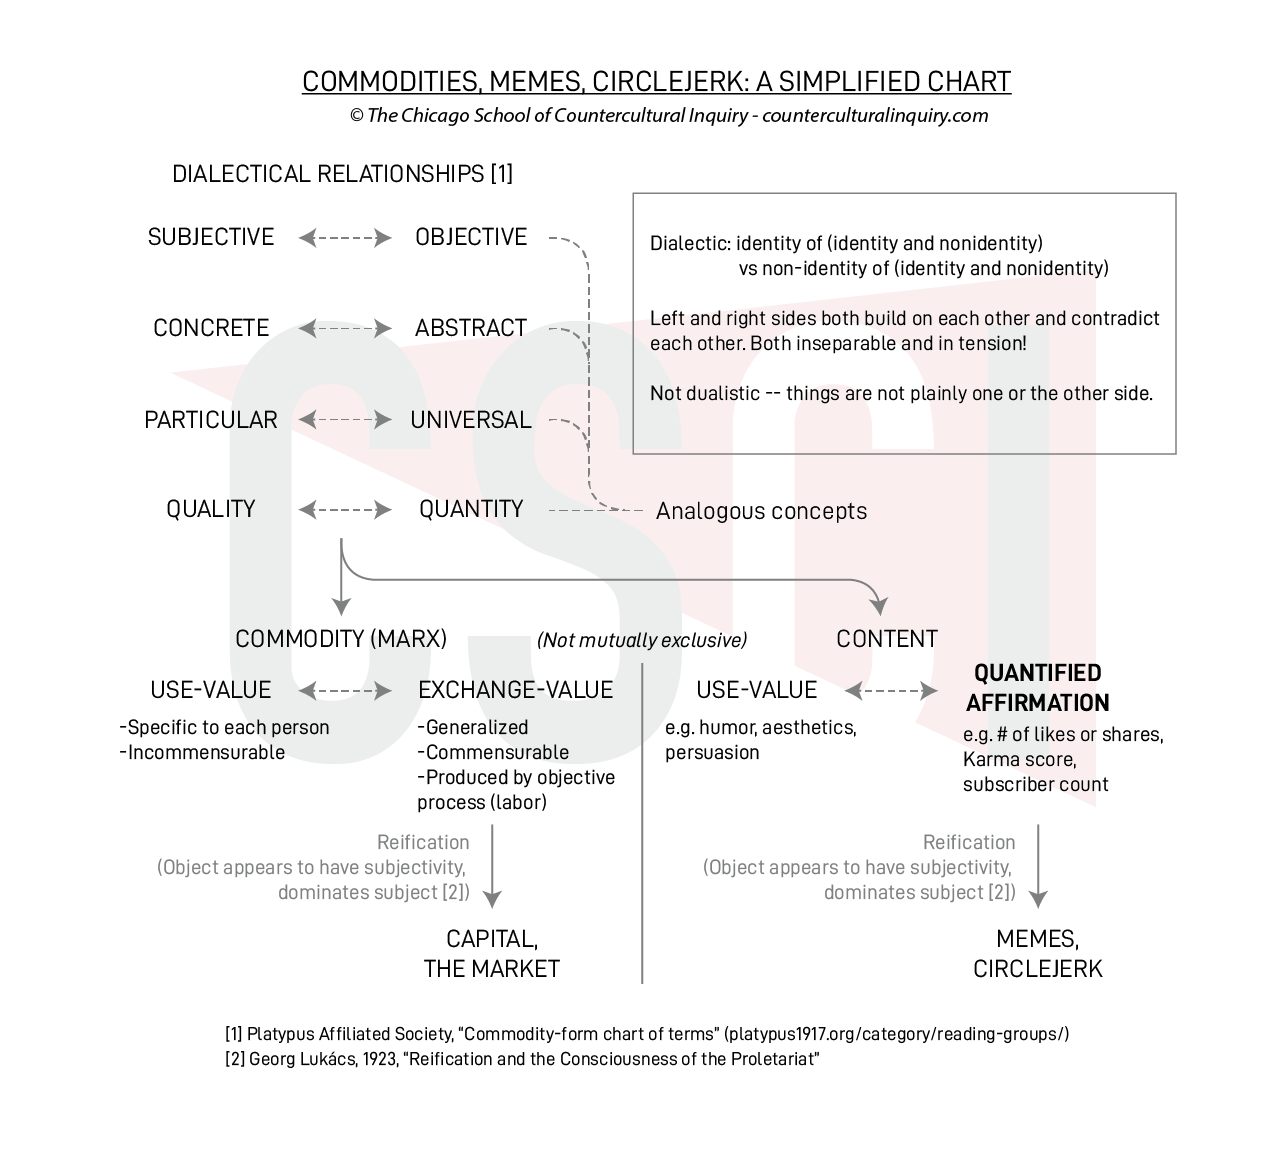 COMMODITIES, MEMES, CIRCLEJERK: A SIMPLIFIED CHART
© The Chicago School of Countercultural Inquiry - counterculturalinquiry.com
DIALECTICAL RELATIONSHIPS [1]
SUBJECTIVE OBJECTIVE
CONCRETE ABSTRACT
PARTICULAR UNIVERSAL
QUALITY QUANTITY
Analogous concepts
Dialectic: identity of (identity and nonidentity)
vs non-identity of (identity and nonidentity)
Left and right sides both build on each other and contradict
each other. Both inseparable and in tension!
Not dualistic -- things are not plainly one or the other side.
COMMODITY (MARX)
(Not mutually exclusive)
CONTENT
USE-VALUE
-Specific to each person
-Incommensurable
EXCHANGE-VALUE
-Generalized
-Commensurable
-Produced by objective
process (labor)
Reification
(Object appears to have subjectivity,
dominates subject [2])
CAPITAL,
THE MARKET
USE-VALUE
e.g. humor, aesthetics,
persuasion
QUANTIFIED
AFFIRMATION
e.g. # of likes or shares,
Karma score,
subscriber count
Reification
(Object appears to have subjectivity,
dominates subject [2])
MEMES,
CIRCLEJERK
[1] Platypus Affiliated Society, "Commodity-form chart of terms" (platypus1917.org/category/reading-groups/)
[2] Georg Lukács, 1923, "Reification and the Consciousness of the Proletariat"
CSCI